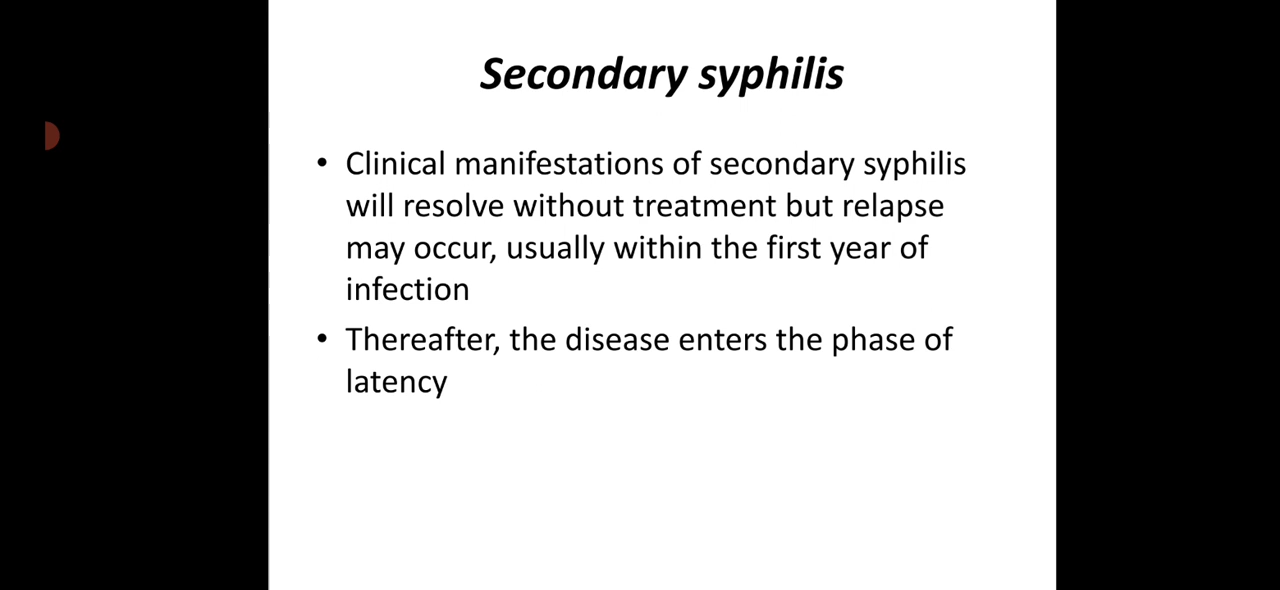 Secondary syphilis
• Clinical manifestations of secondary syphilis
will resolve without treatment but relapse
may occur, usually within the first year of
infection
• Thereafter, the disease enters the phase of
latency